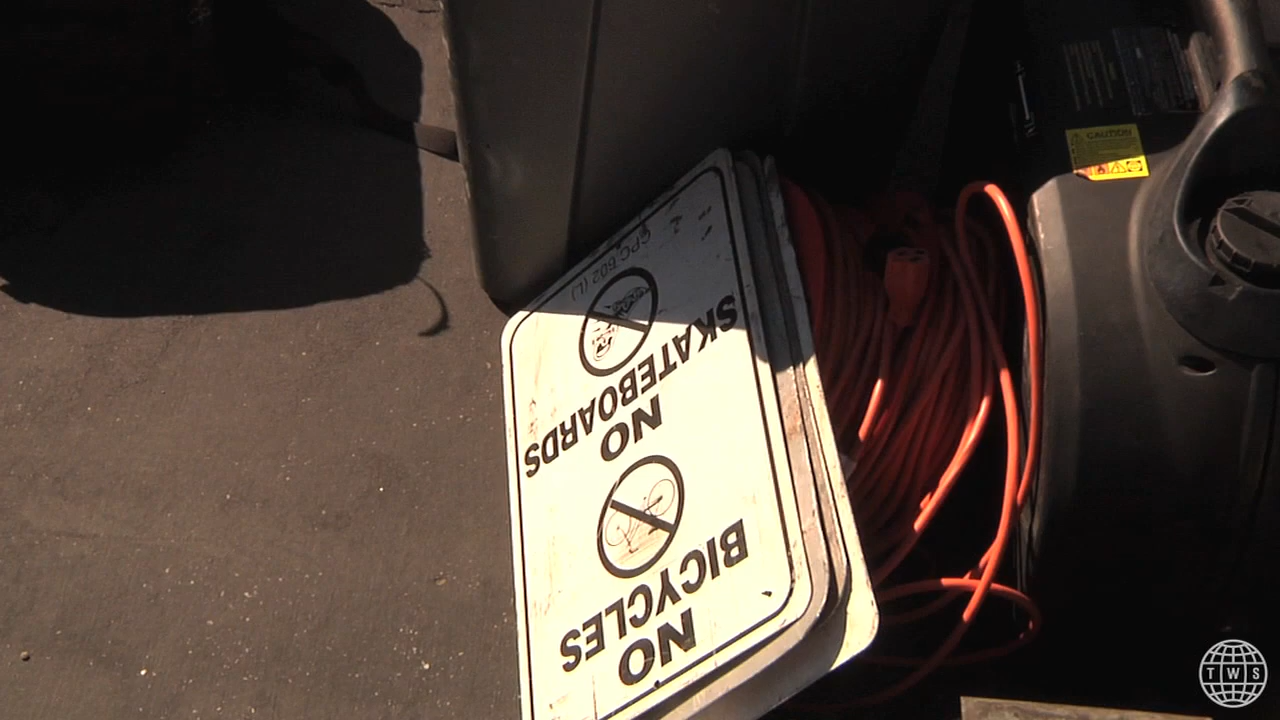 NO
BICYCLES
NO
SKATEBOARDS
CPC 602 (L)
CAUTION
TWS